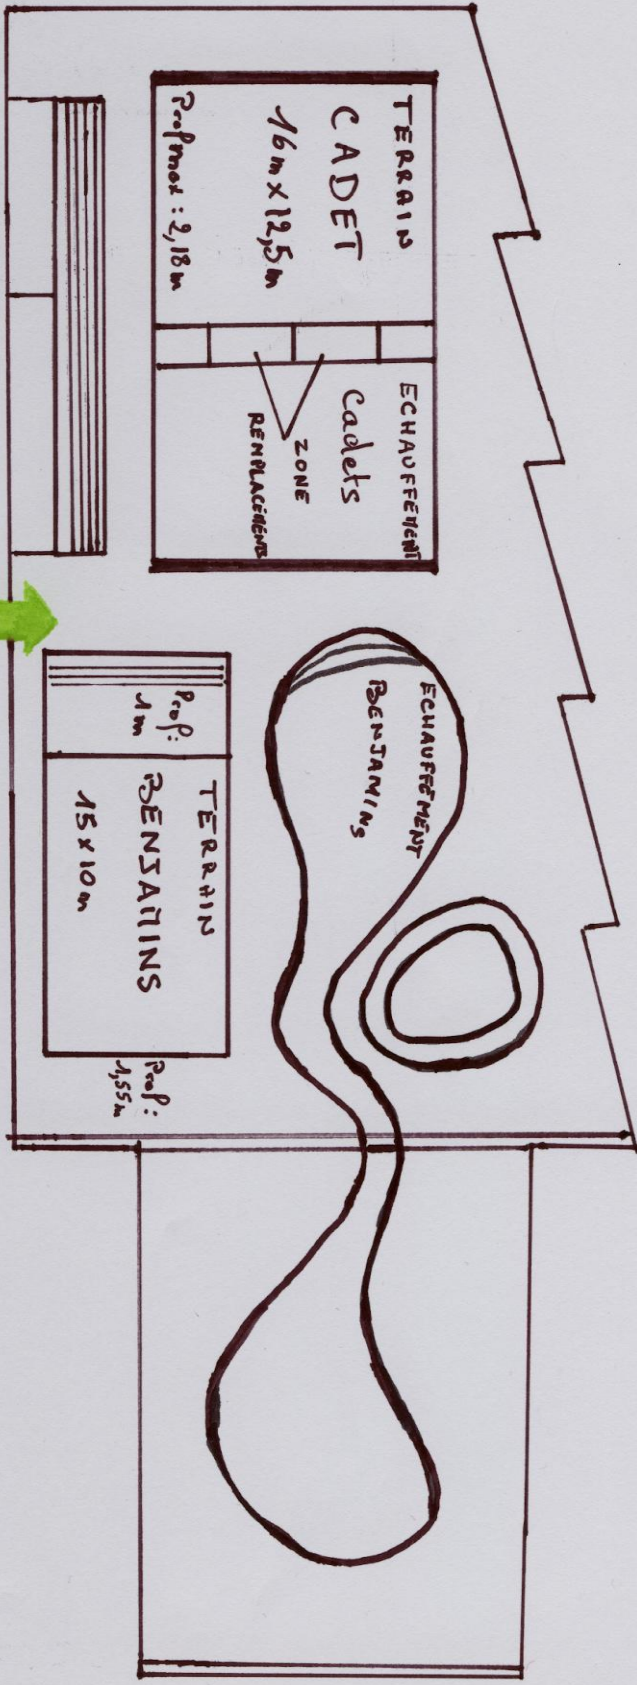 TERRAIN
CADET
16m x 12,5m
Prof max : 2,18m
ECHAUFFEMENT
Cadets
ZONE
REMPLACEMENTS
ECHAUFFEMENT
BENJAMINS
Prof:
1m
TERRAIN
BENJAMINS
15 x 10m
Prof:
1,55m